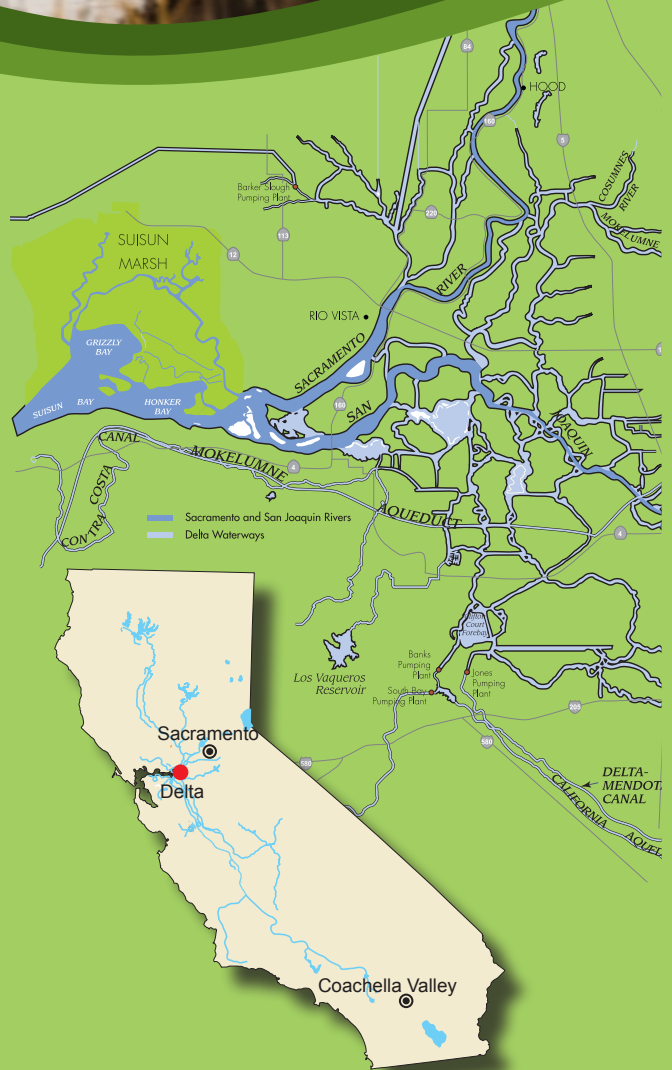 84
HOOD
160
5
COSUMNES
RIVER
MOKELUMNE
Barker Slough
Pumping Plant
220
113
12
SUISUN
MARSH
RIVER
RIO VISTA
SACRAMENTO
GRIZZLY
BAY
SUISUN BAY
HONKER
BAY
160
SAN
JOAQUIN
CANAL
CONTRA COSTA
MOKELUMNE
4
AQUEDUCT
4
Sacramento and San Joaquin Rivers
Delta Waterways
Clifton
Court
Forebay
Los Vaqueros
Reservoir
Banks
Pumping
Plant
Jones
Pumping
Plant
South Bay
Pumping Plant
205
580
580
DELTA-
MENDOTA
CANAL
CALIFORNIA
AQUED
Sacramento
Delta
Coachella Valley